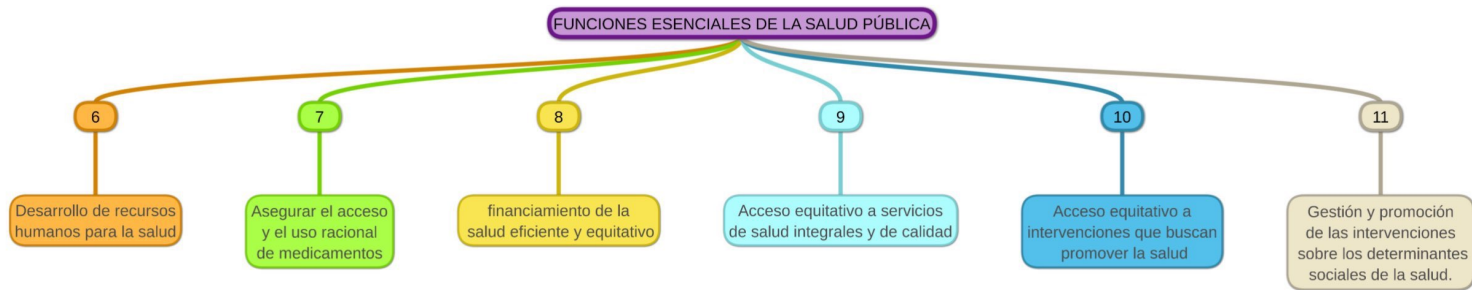 FUNCIONES ESENCIALES DE LA SALUD PÚBLICA
6
7
8
9
10
11
Desarrollo de recursos
humanos para la salud
Asegurar el acceso
y el uso racional
de medicamentos
financiamiento de la
salud eficiente y equitativo
Acceso equitativo a servicios
de salud integrales y de calidad
Acceso equitativo a
intervenciones que buscan
promover la salud
Gestión y promoción
de las intervenciones
sobre los determinantes
sociales de la salud.